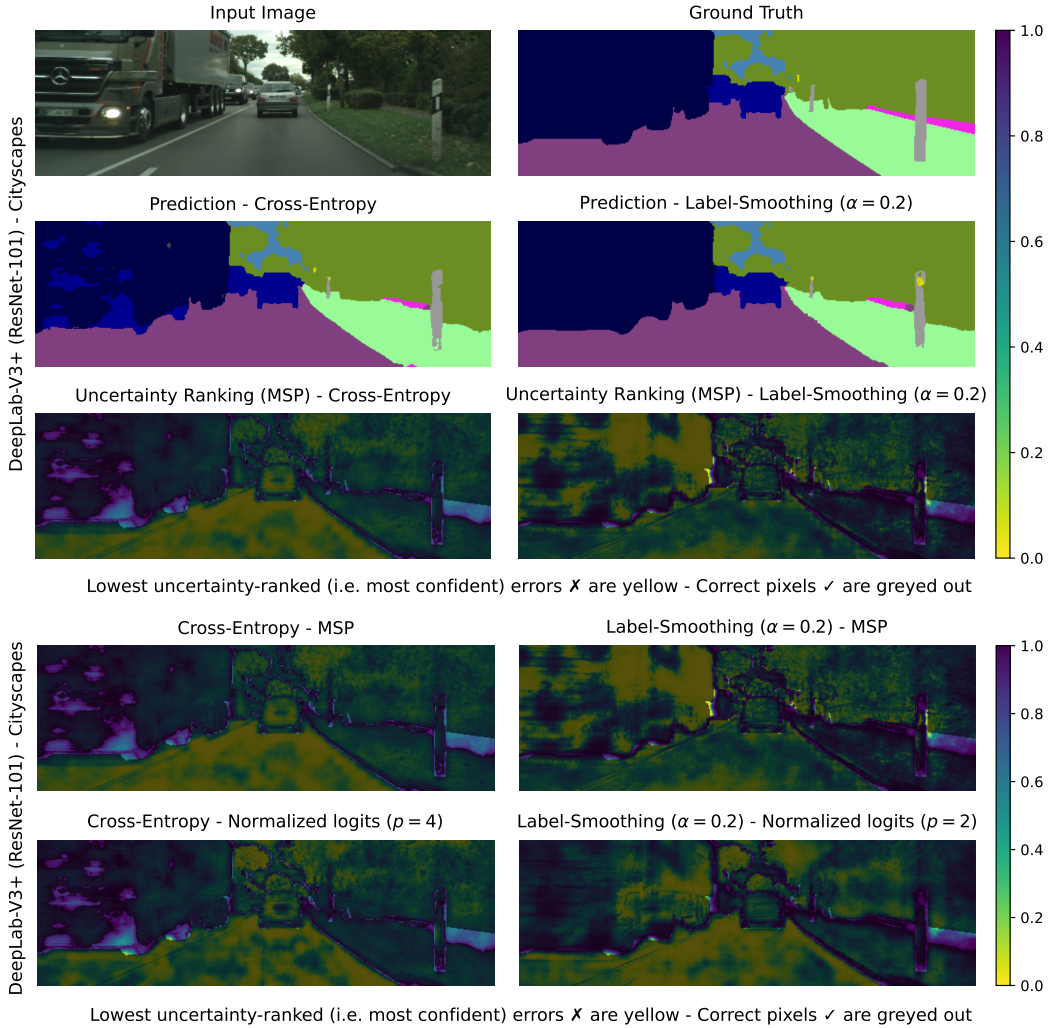 Input Image
Ground Truth
DeepLab-V3+ (ResNet-101) - Cityscapes
1.0
0.8
0.6
0.4
0.2
0.0
Prediction - Cross-Entropy
Prediction - Label-Smoothing (α = 0.2)
Uncertainty Ranking (MSP) - Cross-Entropy
Uncertainty Ranking (MSP) - Label-Smoothing (α = 0.2)
Lowest uncertainty-ranked (i.e. most confident) errors ✗ are yellow - Correct pixels ✓ are greyed out
Cross-Entropy - MSP
Label-Smoothing (α = 0.2) - MSP
DeepLab-V3+ (ResNet-101) - Cityscapes
1.0
0.8
0.6
0.4
0.2
0.0
Cross-Entropy - Normalized logits (p = 4)
Label-Smoothing (α = 0.2) - Normalized logits (p = 2)
Lowest uncertainty-ranked (i.e. most confident) errors ✗ are yellow - Correct pixels ✓ are greyed out